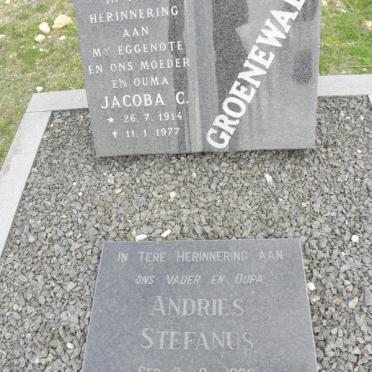 HERINNERING
AAN
MY EGGENOTE
EN ONS MOEDER
EN OUMA
JACOBA C.
* 26. 7. 1914
† 11. 1. 1977
GROENEWALD
IN TERE HERINNERING AAN
ONS VADER EN OUPA
ANDRIES
STEFANUS